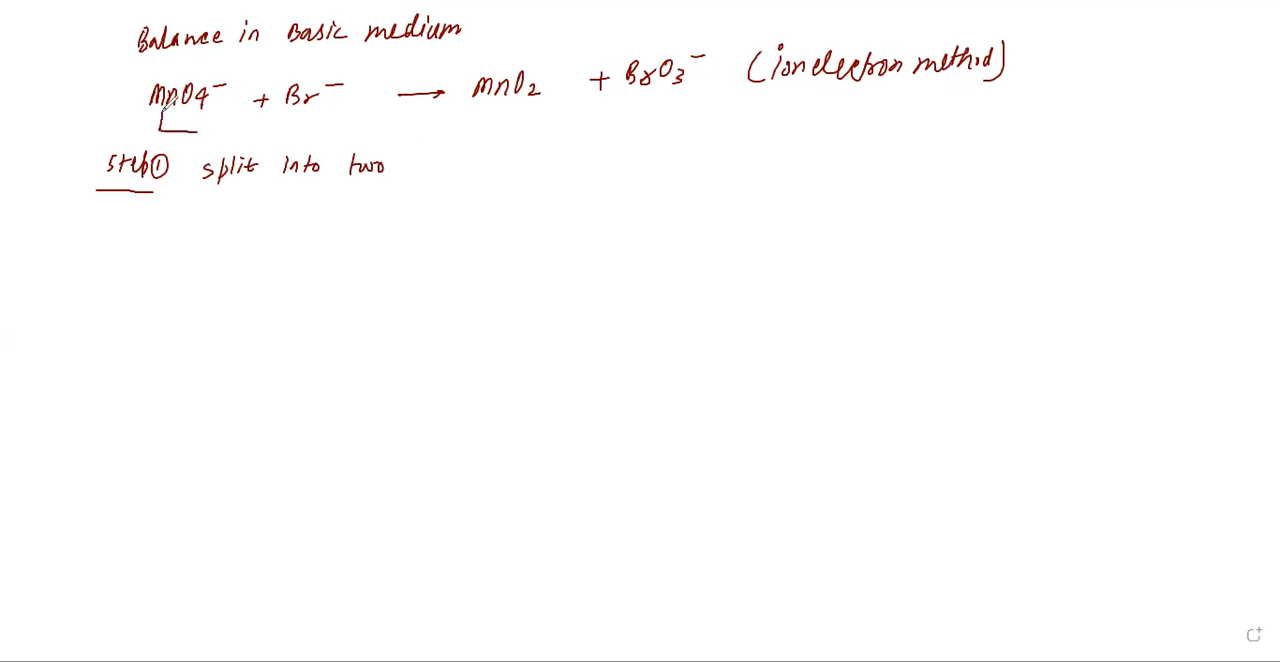 Balance in Basic medium
MnO4⁻ + Br⁻ → MnO2 + BrO3⁻ (ion electron method)
Step① split into two